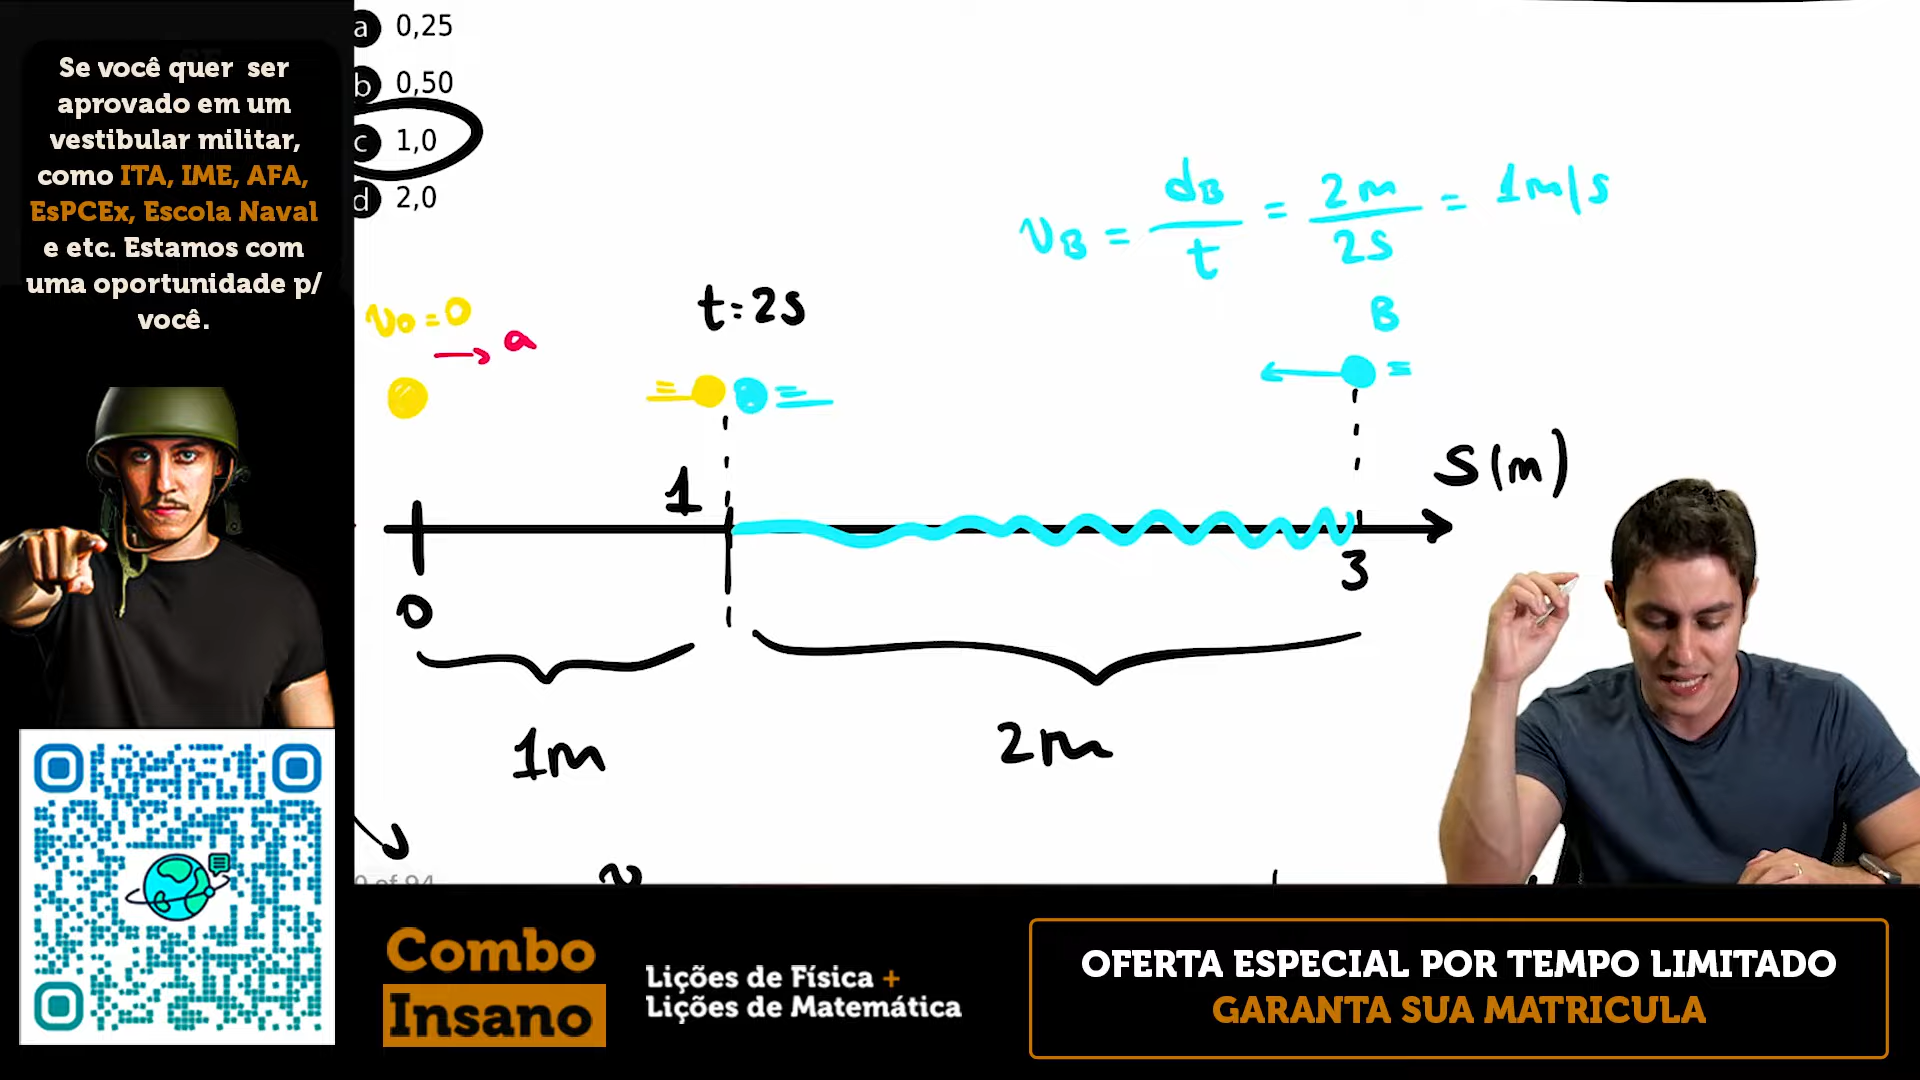 Se você quer ser
aprovado em um
vestibular militar,
como ITA, IME, AFA,
EsPCEx, Escola Naval
e etc. Estamos com
uma oportunidade p/
você.
a 0,25
b 0,50
c 1,0
d 2,0
v₀ = 0
a
t = 2s
v_B = d_B / t = 2m / 2s = 1m/s
B
1
S(m)
0
3
1m
2m
Combo
Insano
Lições de Física +
Lições de Matemática
OFERTA ESPECIAL POR TEMPO LIMITADO
GARANTA SUA MATRICULA